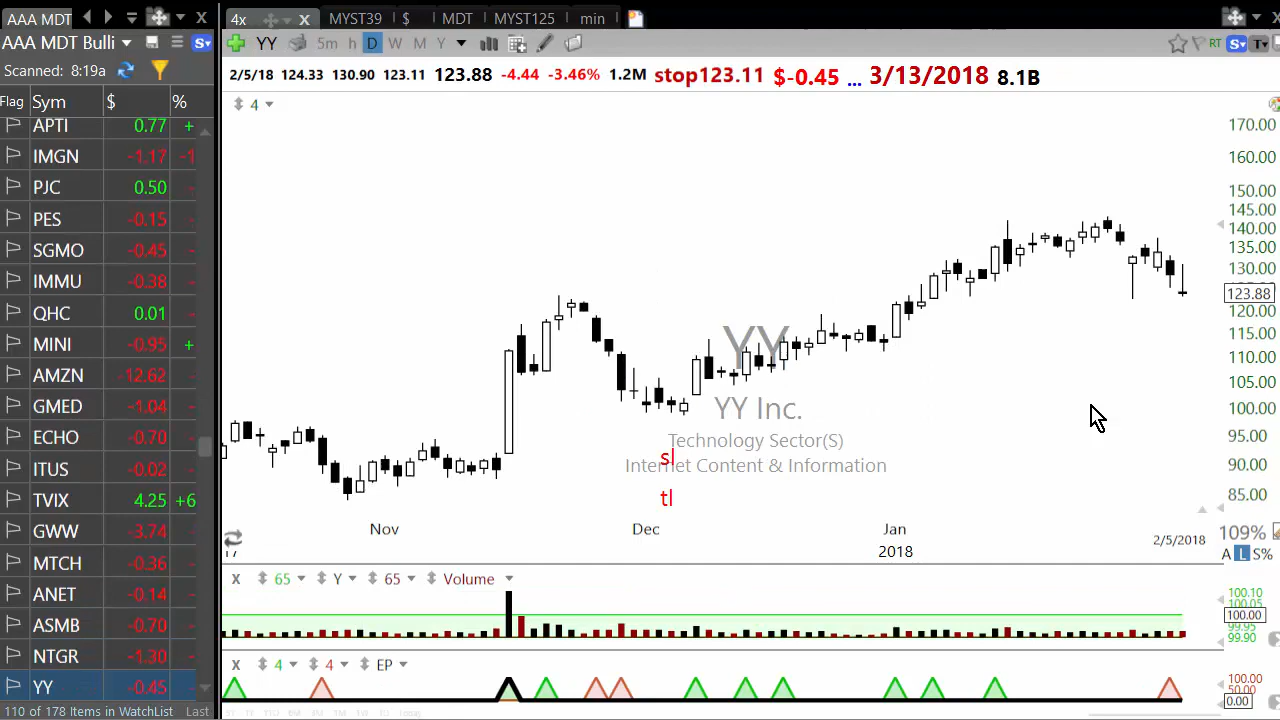 AAA MDT
4x
MYST39
$
MDT
MYST125
min
AAA MDT Bulli
YY
5m
h
D
W
M
Y
RT
Scanned: 8:19a
2/5/18 124.33 130.90 123.11 123.88 -4.44 -3.46% 1.2M stop123.11 $-0.45 ... 3/13/2018 8.1B
Flag Sym $ %
4
APTI 0.77 +
IMGN -1.17 -1
PJC 0.50 -
PES -0.15 -
SGMO -0.45 -
IMMU -0.38 -
QHC 0.01
MINI -0.95 +
AMZN -12.62 -
GMED -1.04 -
ECHO -0.70 -
ITUS -0.02 -
TVIX 4.25 +6
GWW -3.74 -
MTCH -0.36 -
ANET -0.14 -
ASMB -0.70 -
NTGR -1.30 -
YY -0.45 -
110 of 178 Items in WatchList Last
170.00
160.00
150.00
145.00
140.00
135.00
130.00
123.88
120.00
115.00
110.00
105.00
100.00
95.00
90.00
85.00
YY
YY Inc.
Technology Sector(S)
Internet Content & Information
sl
tl
Nov Dec Jan
2018
2/5/2018
109%
A L S%
X 65 Y 65 Volume
100.10
100.05
100.00
99.95
99.90
X 4 4 EP
100.00
50.00
0.00